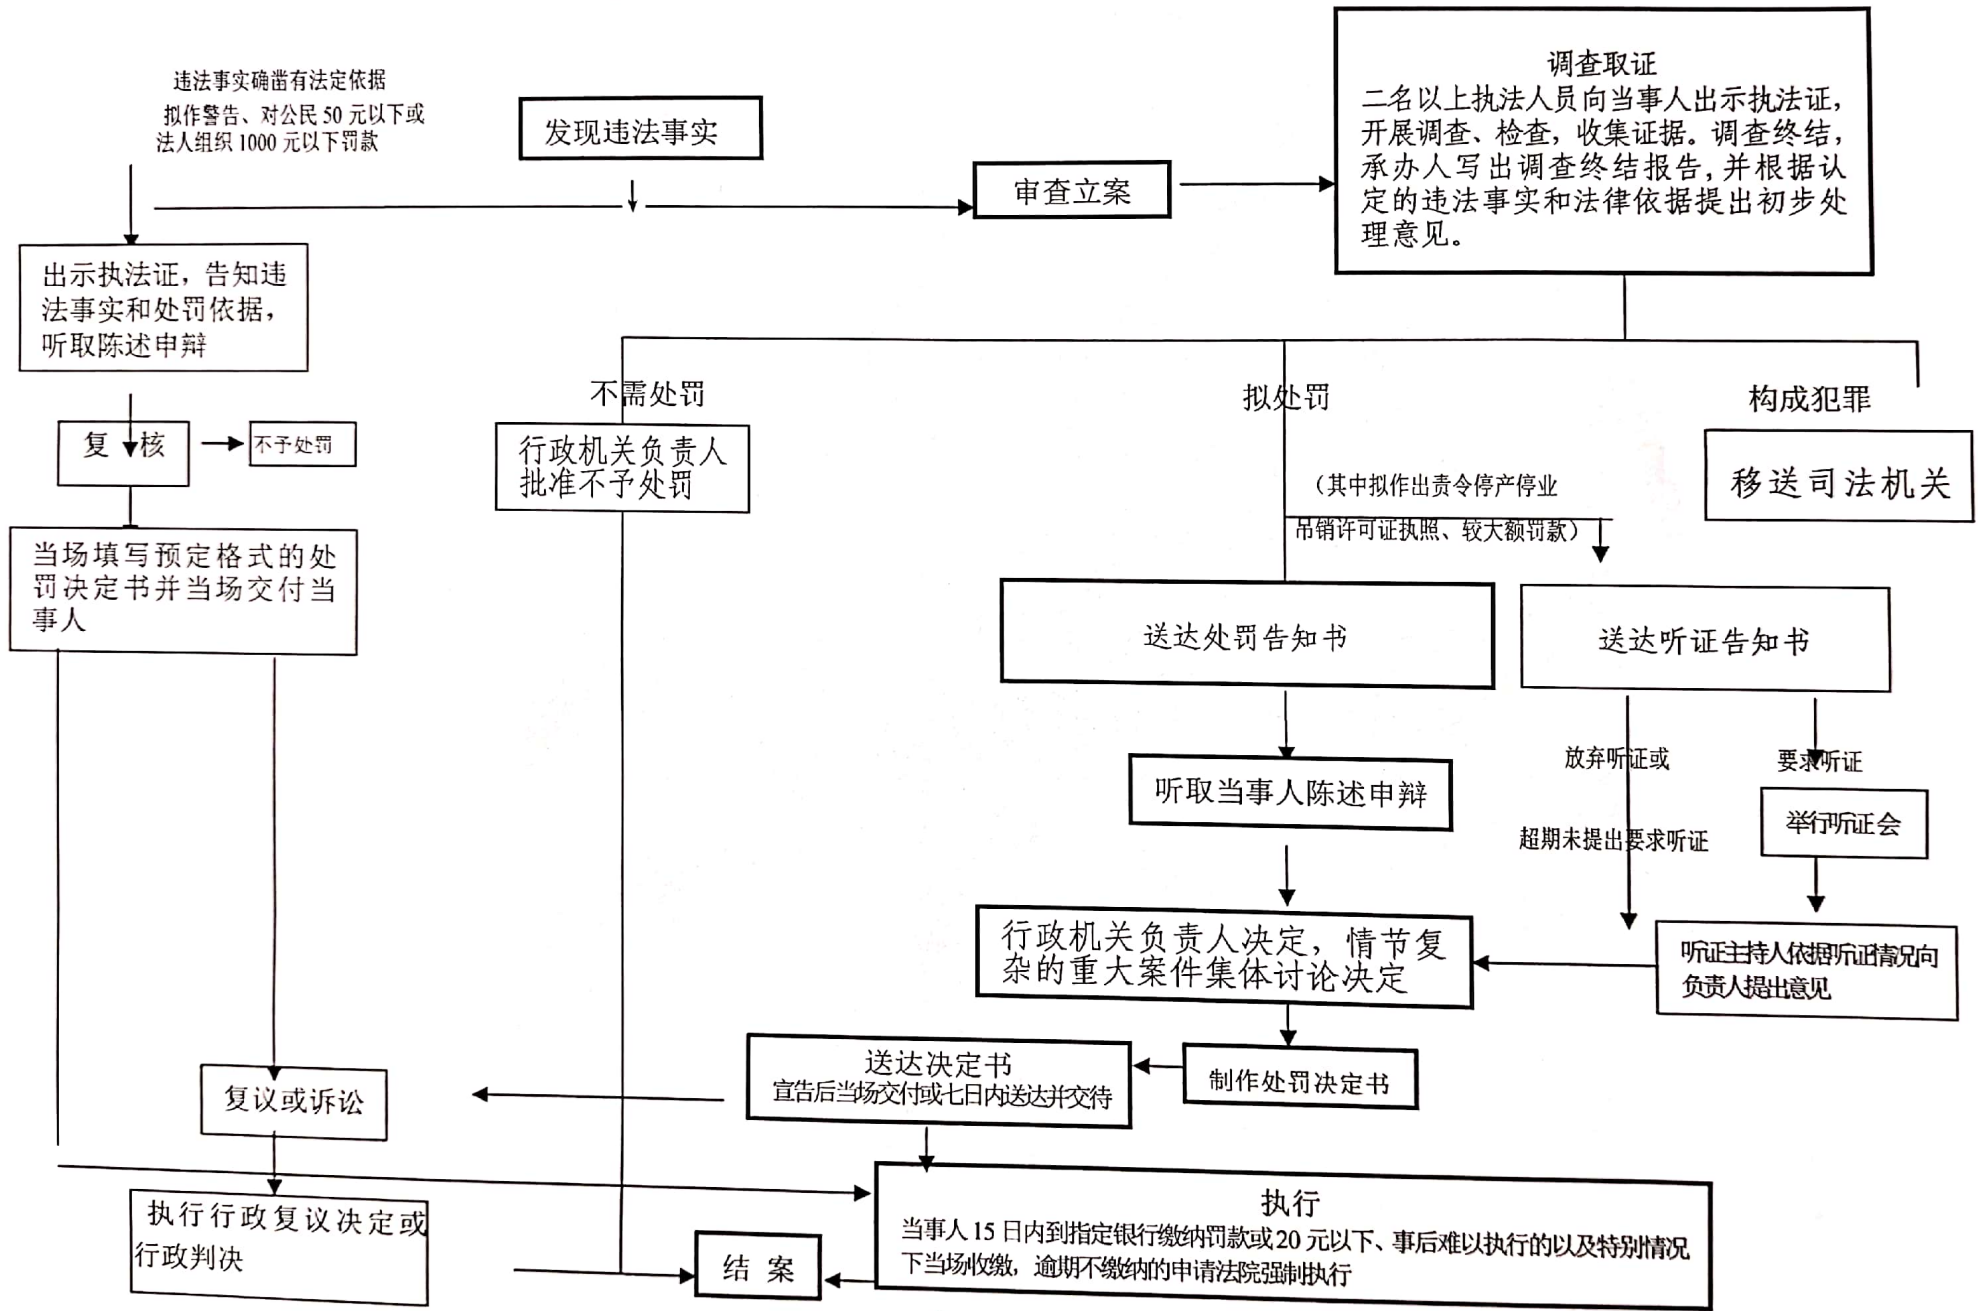 违法事实确凿有法定依据
拟作警告、对公民50元以下或
法人组织1000元以下罚款
发现违法事实
审查立案
调查取证
二名以上执法人员向当事人出示执法证，
开展调查、检查，收集证据。调查终结，
承办人写出调查终结报告，并根据认
定的违法事实和法律依据提出初步处
理意见。
出示执法证，告知违
法事实和处罚依据，
听取陈述申辩
复 核
不予处罚
当场填写预定格式的处
罚决定书并当场交付当
事人
不需处罚
行政机关负责人
批准不予处罚
拟处罚
构成犯罪
移送司法机关
（其中拟作出责令停产停业
吊销许可证执照、较大额罚款）
送达处罚告知书
送达听证告知书
放弃听证或
超期未提出要求听证
要求听证
举行听证会
听取当事人陈述申辩
行政机关负责人决定，情节复
杂的重大案件集体讨论决定
听证主持人依据听证情况向
负责人提出意见
制作处罚决定书
送达决定书
宣告后当场交付或七日内送达并交待
复议或诉讼
执行行政复议决定或
行政判决
执行
当事人15日内到指定银行缴纳罚款或20元以下、事后难以执行的以及特别情况
下当场收缴，逾期不缴纳的申请法院强制执行
结 案